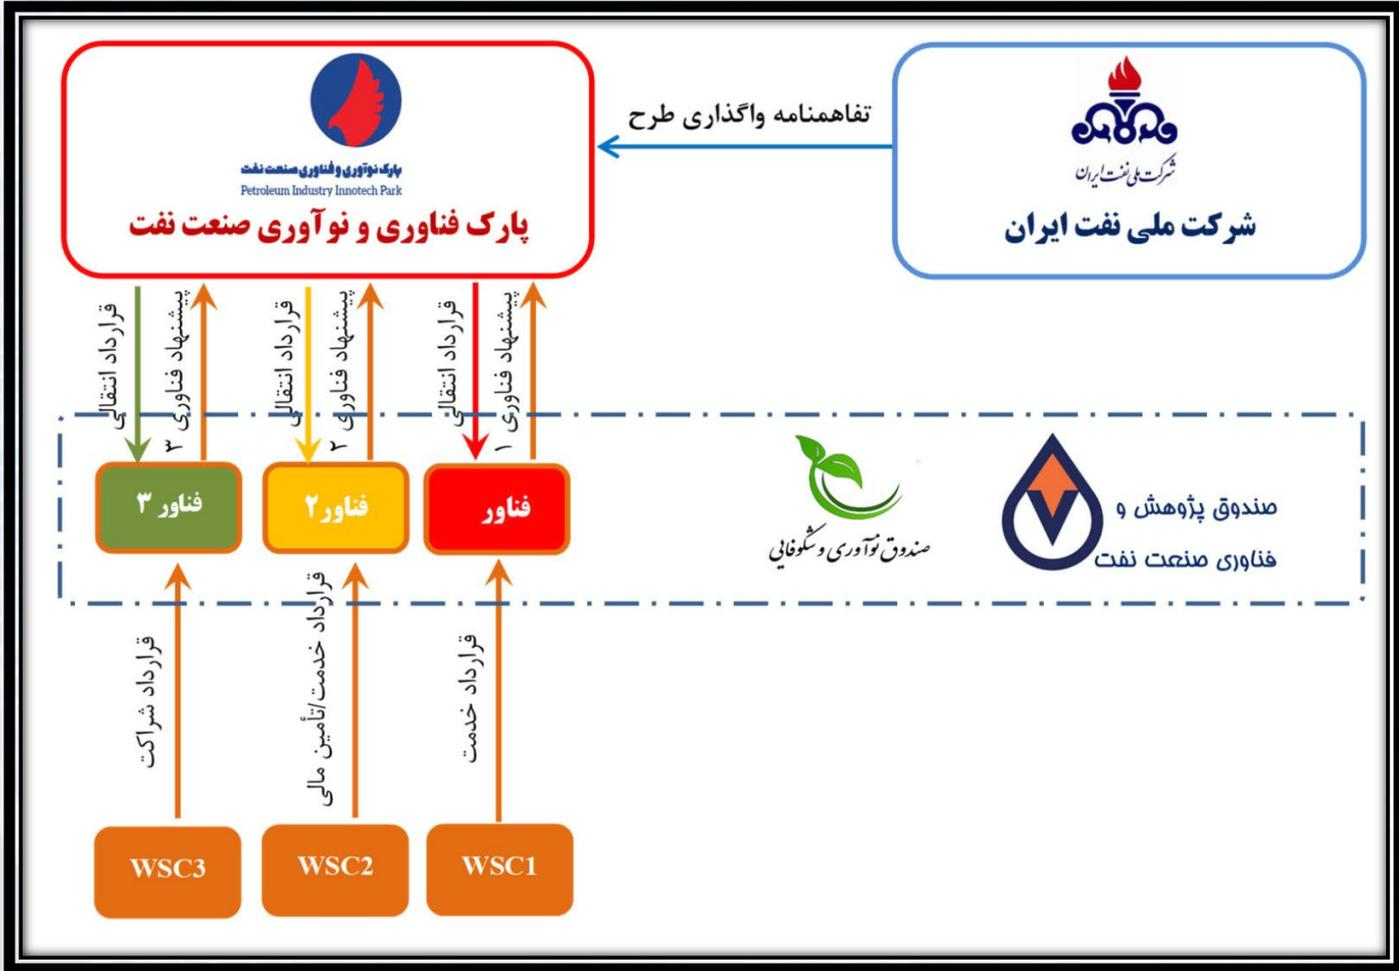 شرکت ملی نفت ایران
شرکت ملی نفت ایران
تفاهمنامه واگذاری طرح
پارک نوآوری و فناوری صنعت نفت
Petroleum Industry Innotech Park
پارک فناوری و نوآوری صنعت نفت
پیشنهاد فناوری ۱
قرارداد انتقالی
پیشنهاد فناوری ۲
قرارداد انتقالی
پیشنهاد فناوری ۳
قرارداد انتقالی
صندوق پژوهش و
فناوری صنعت نفت
صندوق نوآوری و شکوفایی
فناور
فناور۲
فناور ۳
قرارداد خدمت
قرارداد خدمت/تأمین مالی
قرارداد شراکت
WSC1
WSC2
WSC3